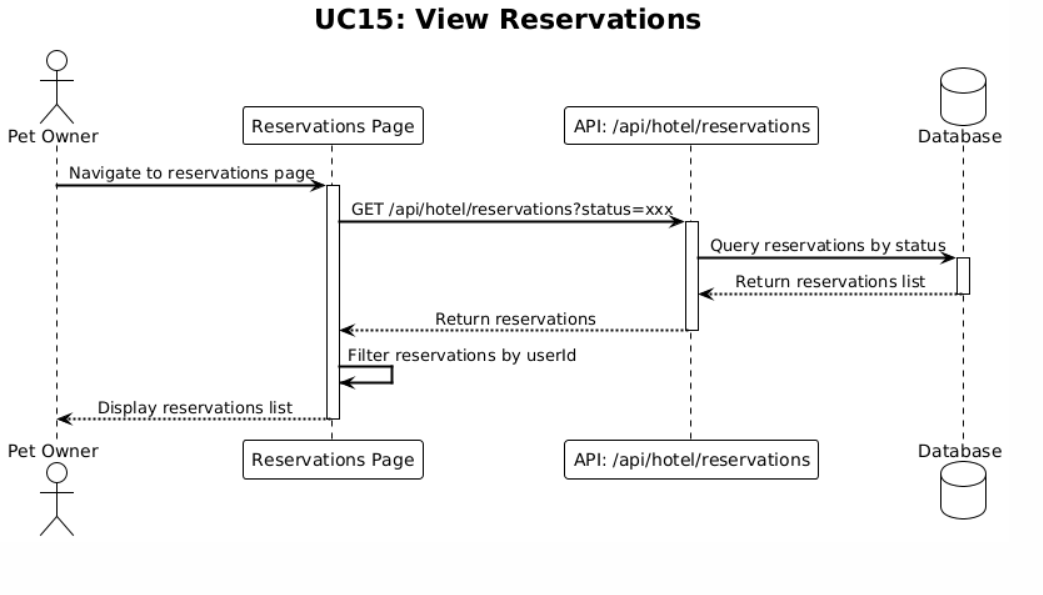 UC15: View Reservations
Pet Owner
Reservations Page
API: /api/hotel/reservations
Database
Navigate to reservations page
GET /api/hotel/reservations?status=xxx
Query reservations by status
Return reservations list
Return reservations
Filter reservations by userId
Display reservations list
Pet Owner
Reservations Page
API: /api/hotel/reservations
Database